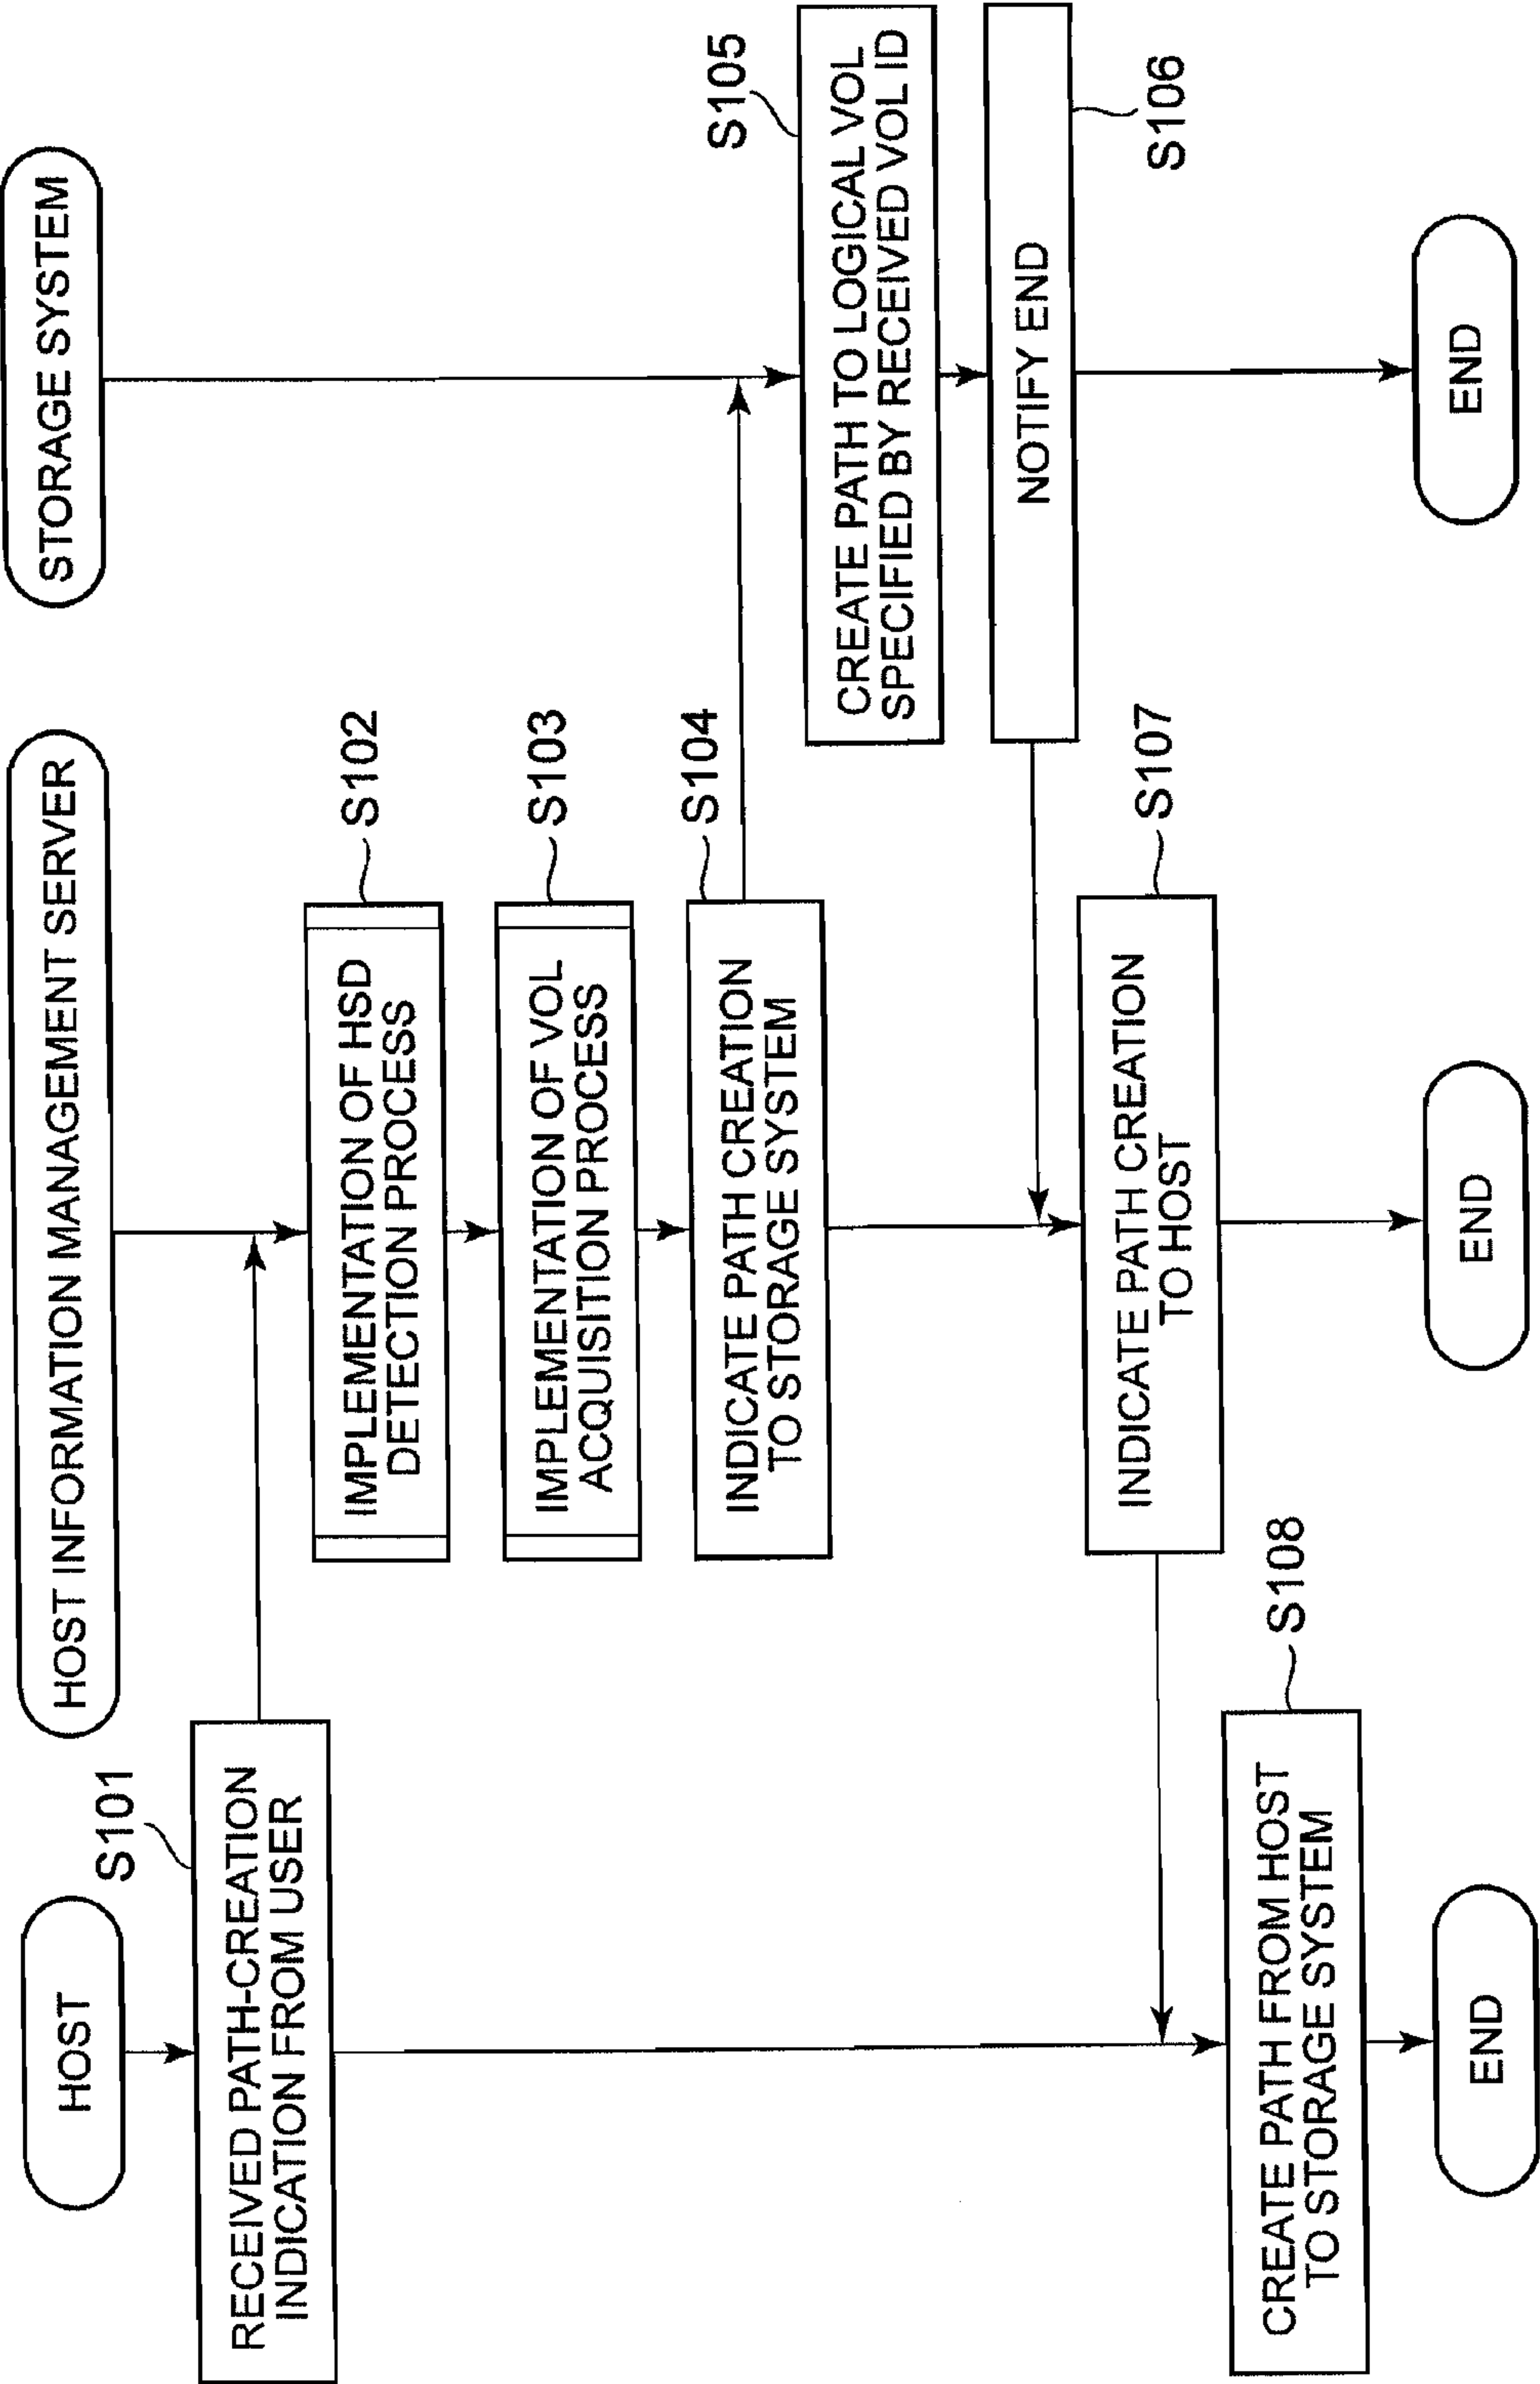 HOST
S101
RECEIVED PATH-CREATION
INDICATION FROM USER
HOST INFORMATION MANAGEMENT SERVER
S102
IMPLEMENTATION OF HSD
DETECTION PROCESS
S103
IMPLEMENTATION OF VOL
ACQUISITION PROCESS
S104
INDICATE PATH CREATION
TO STORAGE SYSTEM
STORAGE SYSTEM
S105
CREATE PATH TO LOGICAL VOL
SPECIFIED BY RECEIVED VOL ID
NOTIFY END
S106
S107
INDICATE PATH CREATION
TO HOST
S108
CREATE PATH FROM HOST
TO STORAGE SYSTEM
END
END
END